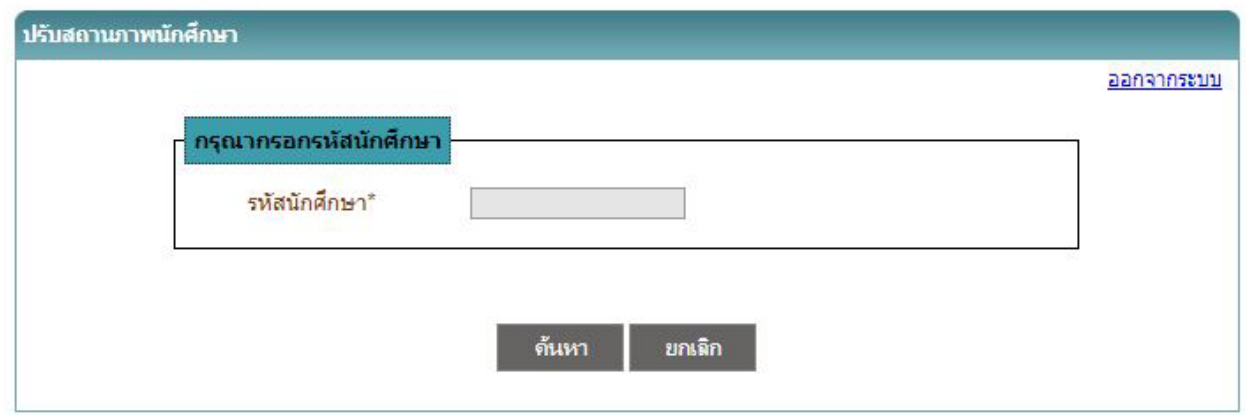 ปรับสถานภาพนักศึกษา
ออกจากระบบ
กรุณากรอกรหัสนักศึกษา
รหัสนักศึกษา*
ค้นหา
ยกเลิก